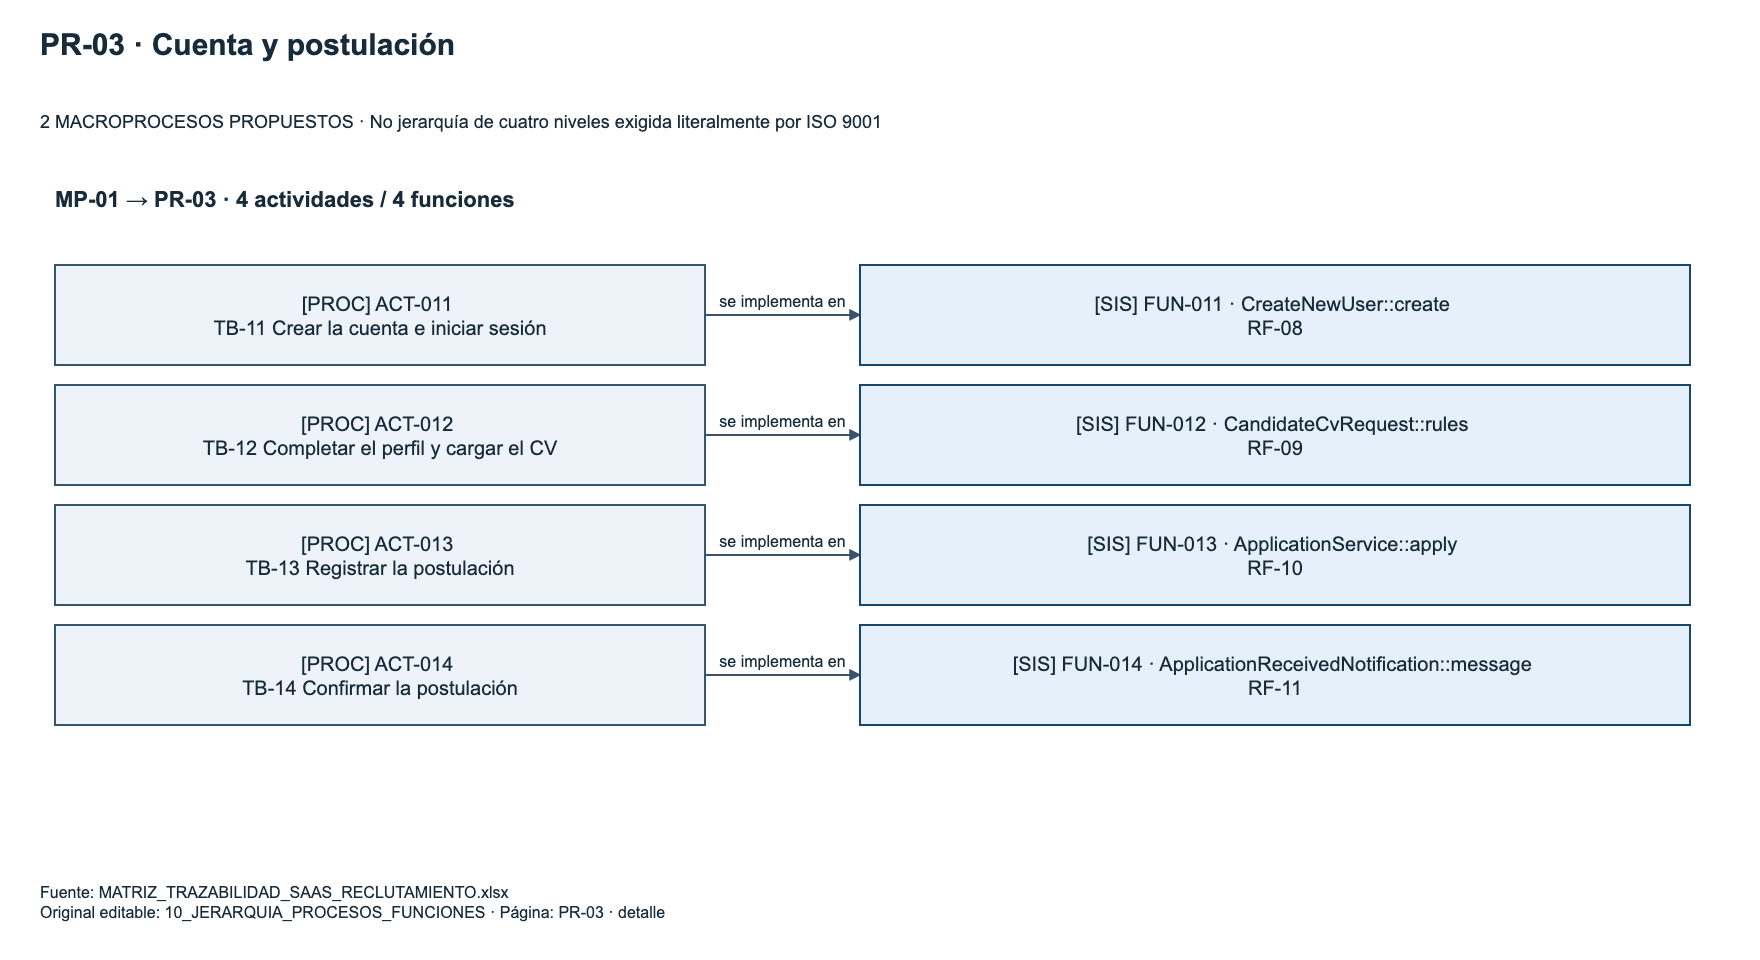 PR-03 · Cuenta y postulación
2 MACROPROCESOS PROPUESTOS · No jerarquía de cuatro niveles exigida literalmente por ISO 9001
MP-01 → PR-03 · 4 actividades / 4 funciones
[PROC] ACT-011
TB-11 Crear la cuenta e iniciar sesión
se implementa en
[SIS] FUN-011 · CreateNewUser::create
RF-08
[PROC] ACT-012
TB-12 Completar el perfil y cargar el CV
se implementa en
[SIS] FUN-012 · CandidateCvRequest::rules
RF-09
[PROC] ACT-013
TB-13 Registrar la postulación
se implementa en
[SIS] FUN-013 · ApplicationService::apply
RF-10
[PROC] ACT-014
TB-14 Confirmar la postulación
se implementa en
[SIS] FUN-014 · ApplicationReceivedNotification::message
RF-11
Fuente: MATRIZ_TRAZABILIDAD_SAAS_RECLUTAMIENTO.xlsx
Original editable: 10_JERARQUIA_PROCESOS_FUNCIONES · Página: PR-03 · detalle